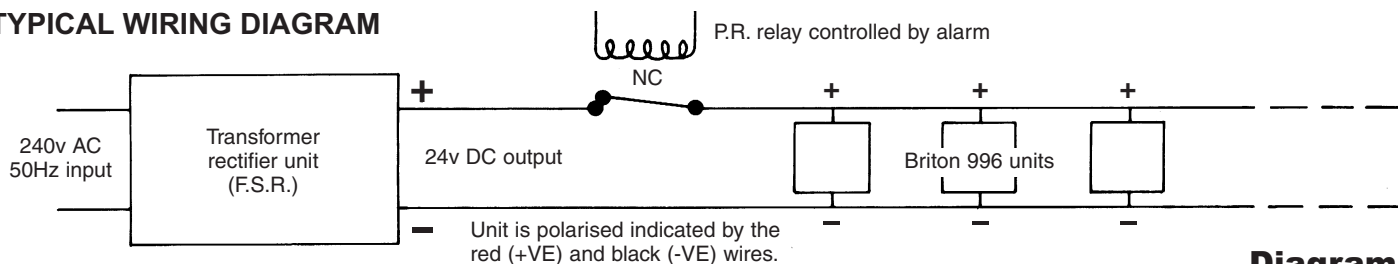 TYPICAL WIRING DIAGRAM
P.R. relay controlled by alarm
NC
+
+
+
+
240v AC
50Hz input
Transformer
rectifier unit
(F.S.R.)
24v DC output
Briton 996 units
–
–
–
–
Unit is polarised indicated by the
red (+VE) and black (-VE) wires.
Diagram